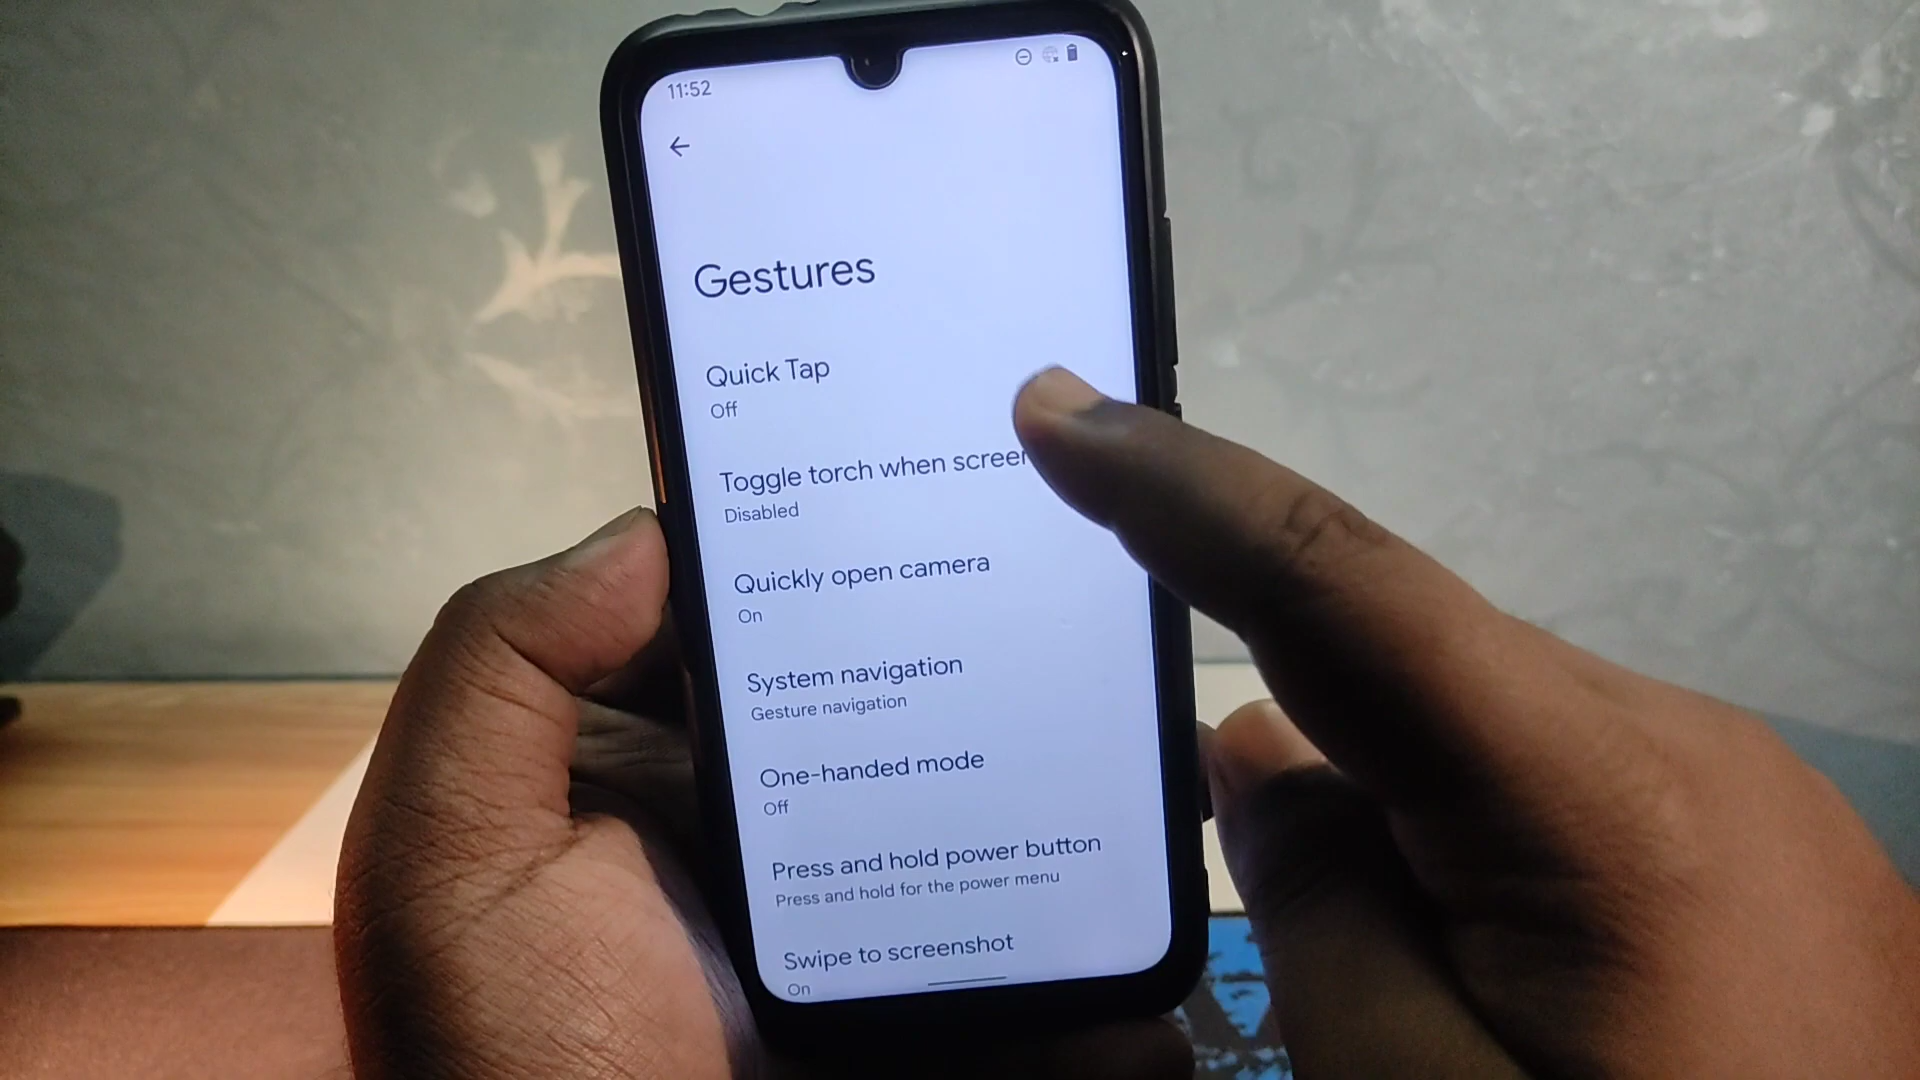 11:52
Gestures
Quick Tap
Off
Toggle torch when
Disabled
Quickly open camera
On
System navigation
Gesture navigation
One-handed mode
Off
Press and hold power button
Press and hold for the power menu
Swipe to screenshot
On